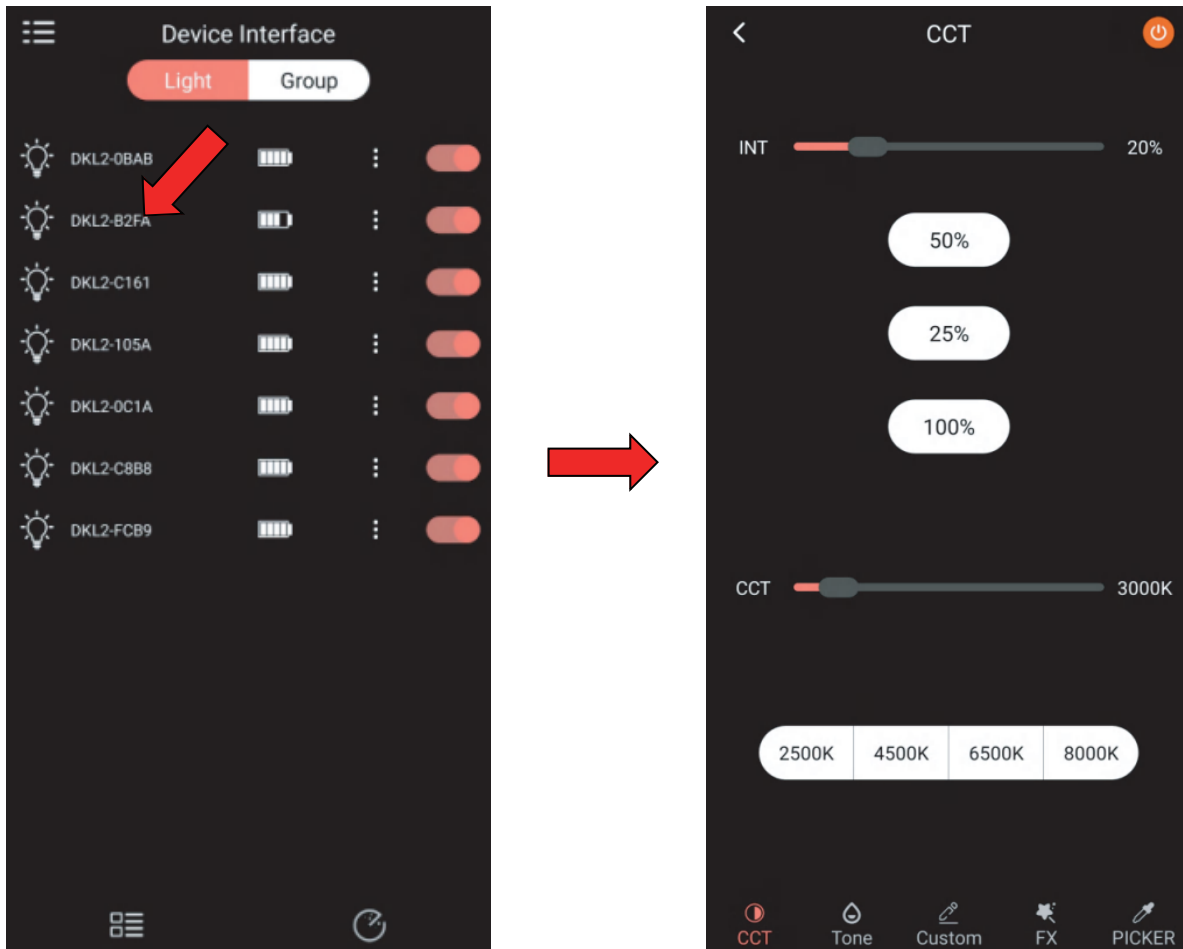 Device Interface
Light Group
DKL2-0BAB
DKL2-B2FA
DKL2-C161
DKL2-105A
DKL2-0C1A
DKL2-C8B8
DKL2-FCB9
CCT
INT 20%
50%
25%
100%
CCT 3000K
2500K 4500K 6500K 8000K
CCT Tone Custom FX PICKER